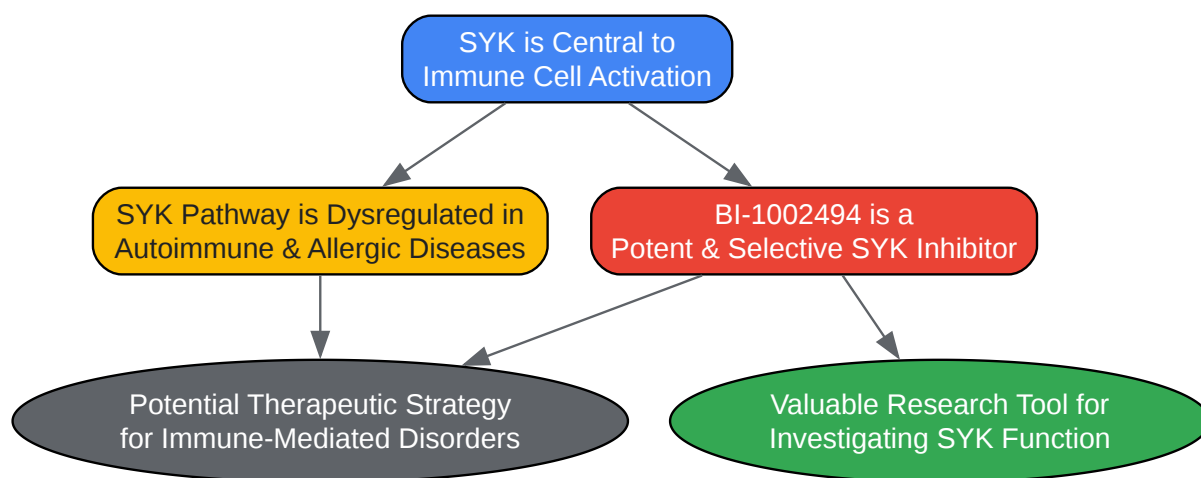 SYK is Central to
Immune Cell Activation
SYK Pathway is Dysregulated in
Autoimmune & Allergic Diseases
BI-1002494 is a
Potent & Selective SYK Inhibitor
Potential Therapeutic Strategy
for Immune-Mediated Disorders
Valuable Research Tool for
Investigating SYK Function